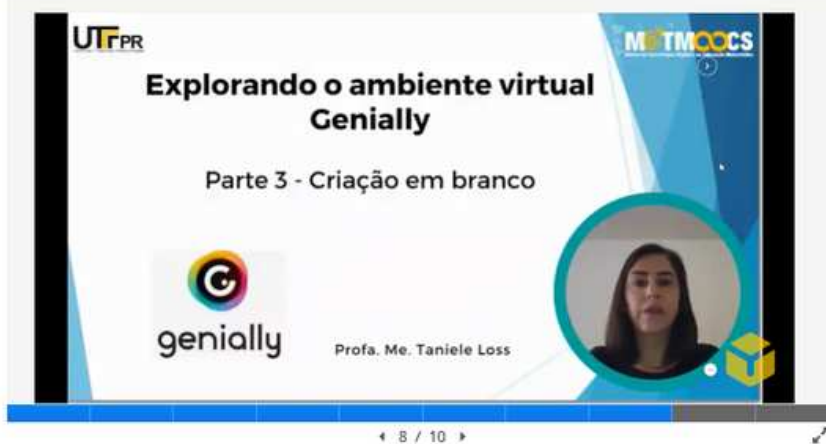 UTFPR
MOTMOOCS
Explorando o ambiente virtual
Genially
Parte 3 - Criação em branco
genially
Profa. Me. Taniele Loss
8 / 10